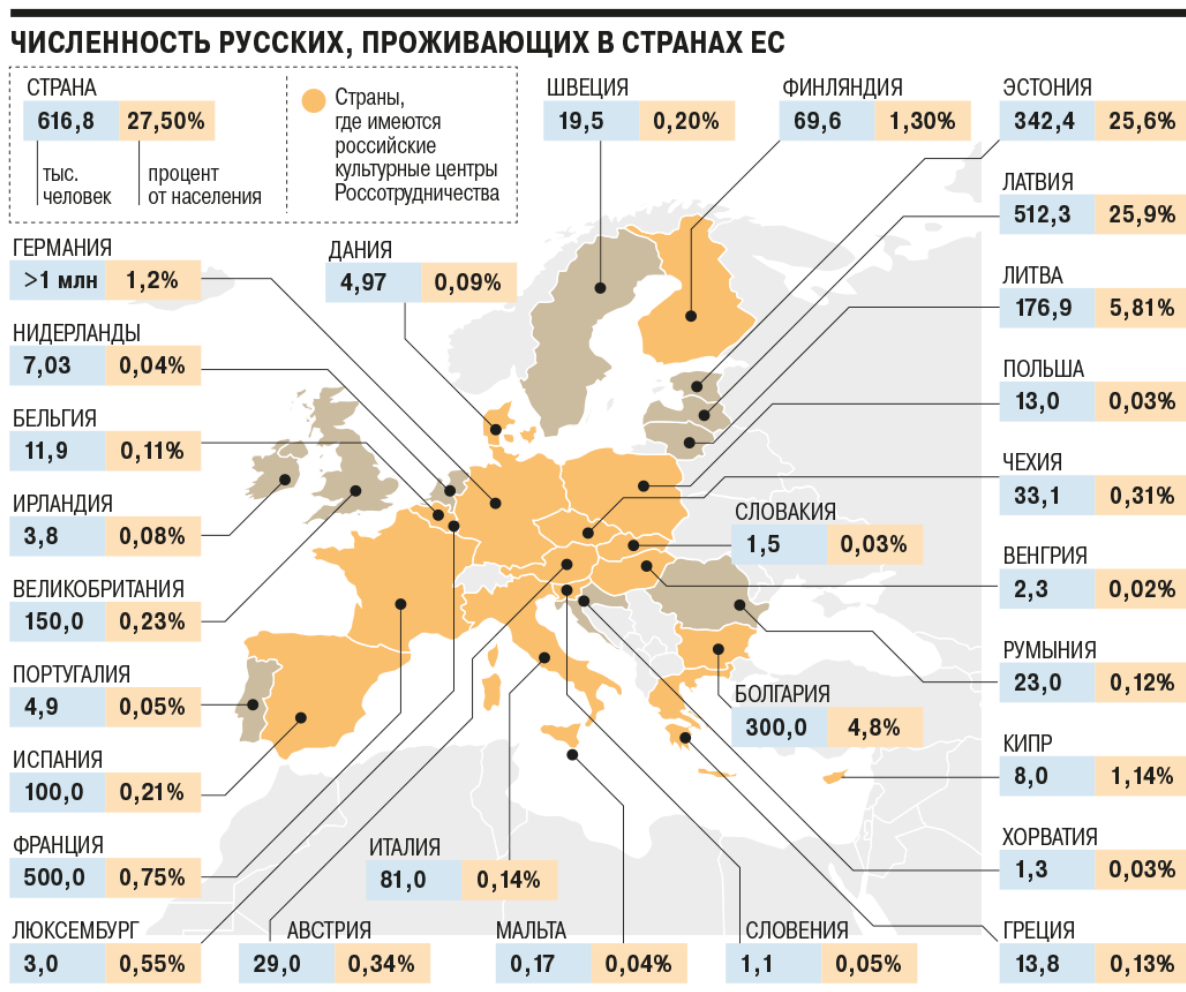 ЧИСЛЕННОСТЬ РУССКИХ, ПРОЖИВАЮЩИХ В СТРАНАХ ЕС
СТРАНА
616,8 27,50%
тыс.
человек
процент
от населения
Страны,
где имеются
российские
культурные центры
Россотрудничества
ШВЕЦИЯ
19,5 0,20%
ФИНЛЯНДИЯ
69,6 1,30%
ЭСТОНИЯ
342,4 25,6%
ЛАТВИЯ
512,3 25,9%
ЛИТВА
176,9 5,81%
ПОЛЬША
13,0 0,03%
ЧЕХИЯ
33,1 0,31%
СЛОВАКИЯ
1,5 0,03%
ВЕНГРИЯ
2,3 0,02%
РУМЫНИЯ
23,0 0,12%
БОЛГАРИЯ
300,0 4,8%
КИПР
8,0 1,14%
ХОРВАТИЯ
1,3 0,03%
ГРЕЦИЯ
13,8 0,13%
ГЕРМАНИЯ
>1 млн 1,2%
ДАНИЯ
4,97 0,09%
НИДЕРЛАНДЫ
7,03 0,04%
БЕЛЬГИЯ
11,9 0,11%
ИРЛАНДИЯ
3,8 0,08%
ВЕЛИКОБРИТАНИЯ
150,0 0,23%
ПОРТУГАЛИЯ
4,9 0,05%
ИСПАНИЯ
100,0 0,21%
ФРАНЦИЯ
500,0 0,75%
ИТАЛИЯ
81,0 0,14%
ЛЮКСЕМБУРГ
3,0 0,55%
АВСТРИЯ
29,0 0,34%
МАЛЬТА
0,17 0,04%
СЛОВЕНИЯ
1,1 0,05%